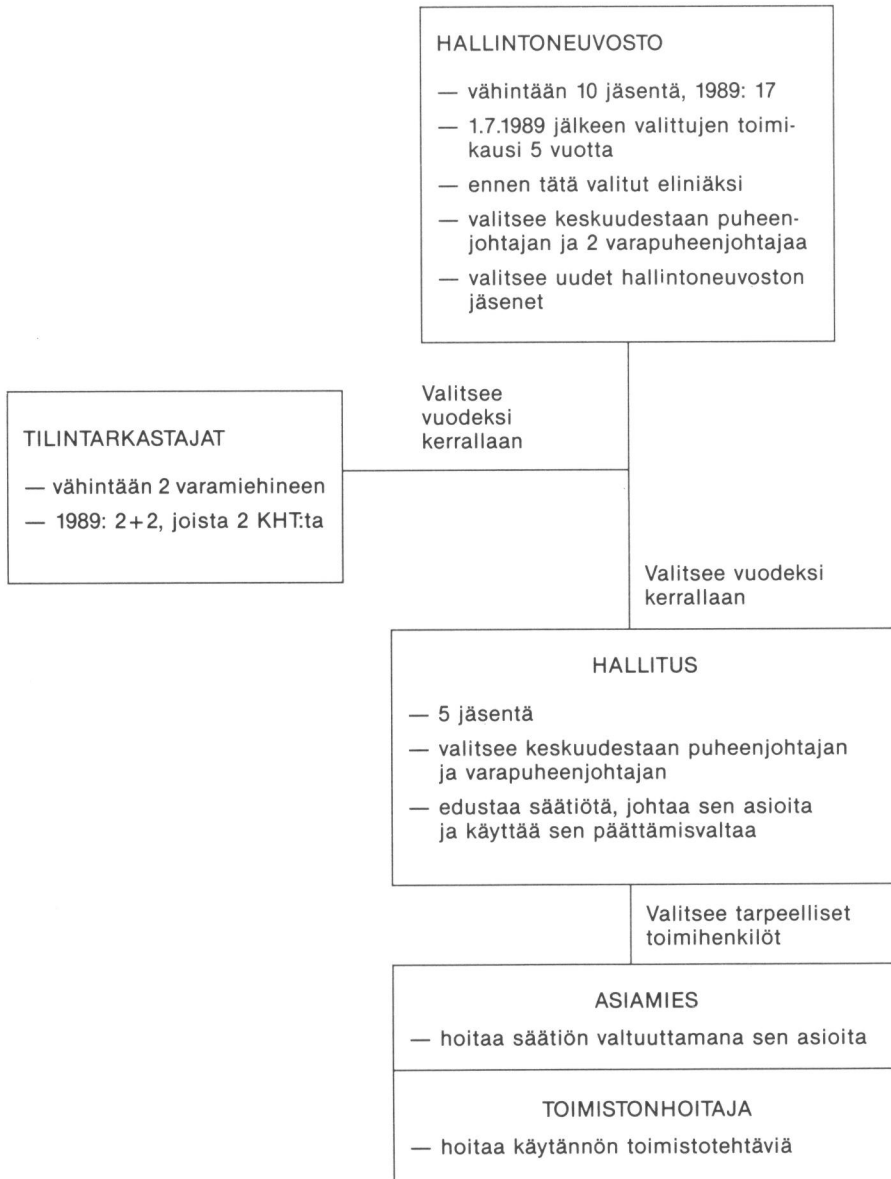 HALLINTONEUVOSTO
— vähintään 10 jäsentä, 1989: 17
— 1.7.1989 jälkeen valittujen toimi-
kausi 5 vuotta
— ennen tätä valitut eliniäksi
— valitsee keskuudestaan puheen-
johtajan ja 2 varapuheenjohtajaa
— valitsee uudet hallintoneuvoston
jäsenet
Valitsee
vuodeksi
kerrallaan
TILINTARKASTAJAT
— vähintään 2 varamiehineen
— 1989: 2+2, joista 2 KHT:ta
Valitsee vuodeksi
kerrallaan
HALLITUS
— 5 jäsentä
— valitsee keskuudestaan puheenjohtajan
ja varapuheenjohtajan
— edustaa säätiötä, johtaa sen asioita
ja käyttää sen päättämisvaltaa
Valitsee tarpeelliset
toimihenkilöt
ASIAMIES
— hoitaa säätiön valtuuttamana sen asioita
TOIMISTONHOITAJA
— hoitaa käytännön toimistotehtäviä